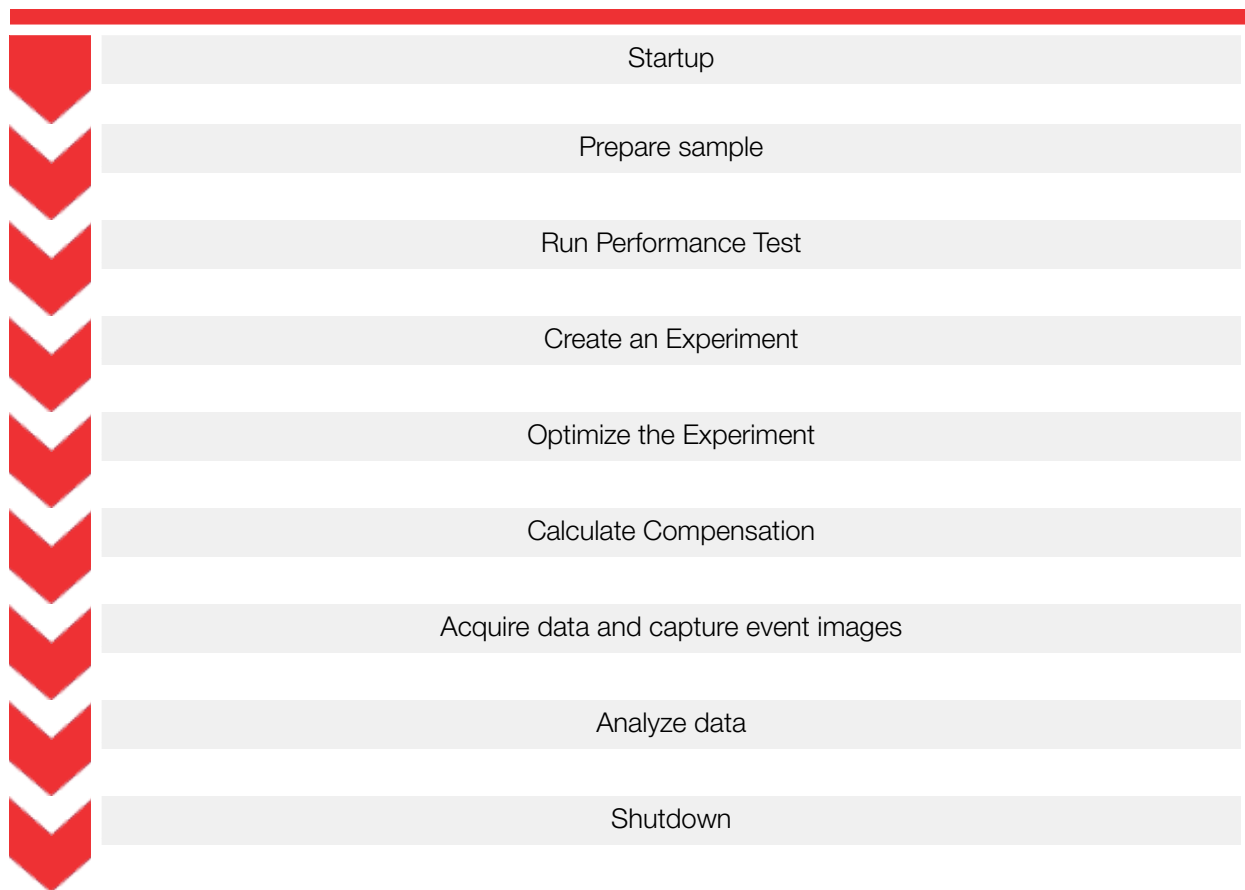 Startup
Prepare sample
Run Performance Test
Create an Experiment
Optimize the Experiment
Calculate Compensation
Acquire data and capture event images
Analyze data
Shutdown